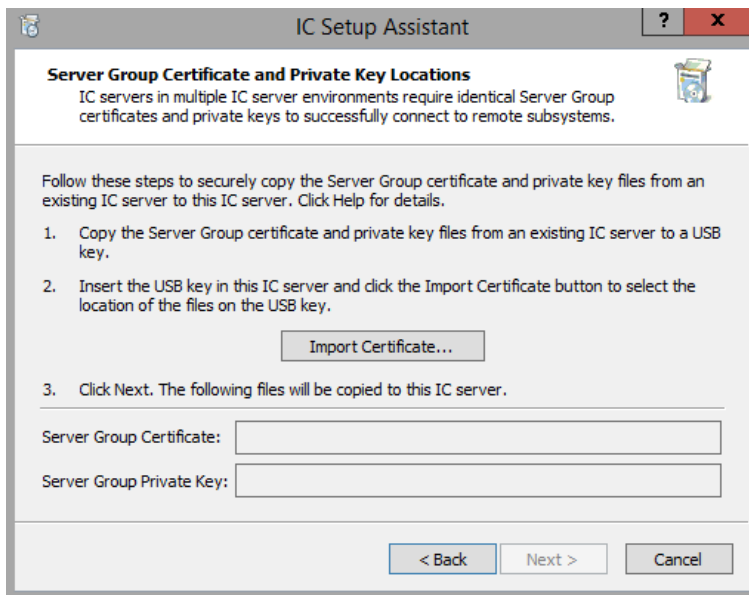 IC Setup Assistant
?
x
Server Group Certificate and Private Key Locations
IC servers in multiple IC server environments require identical Server Group
certificates and private keys to successfully connect to remote subsystems.
Follow these steps to securely copy the Server Group certificate and private key files from an
existing IC server to this IC server. Click Help for details.
1. Copy the Server Group certificate and private key files from an existing IC server to a USB
key.
2. Insert the USB key in this IC server and click the Import Certificate button to select the
location of the files on the USB key.
Import Certificate...
3. Click Next. The following files will be copied to this IC server.
Server Group Certificate:
Server Group Private Key:
< Back
Next >
Cancel